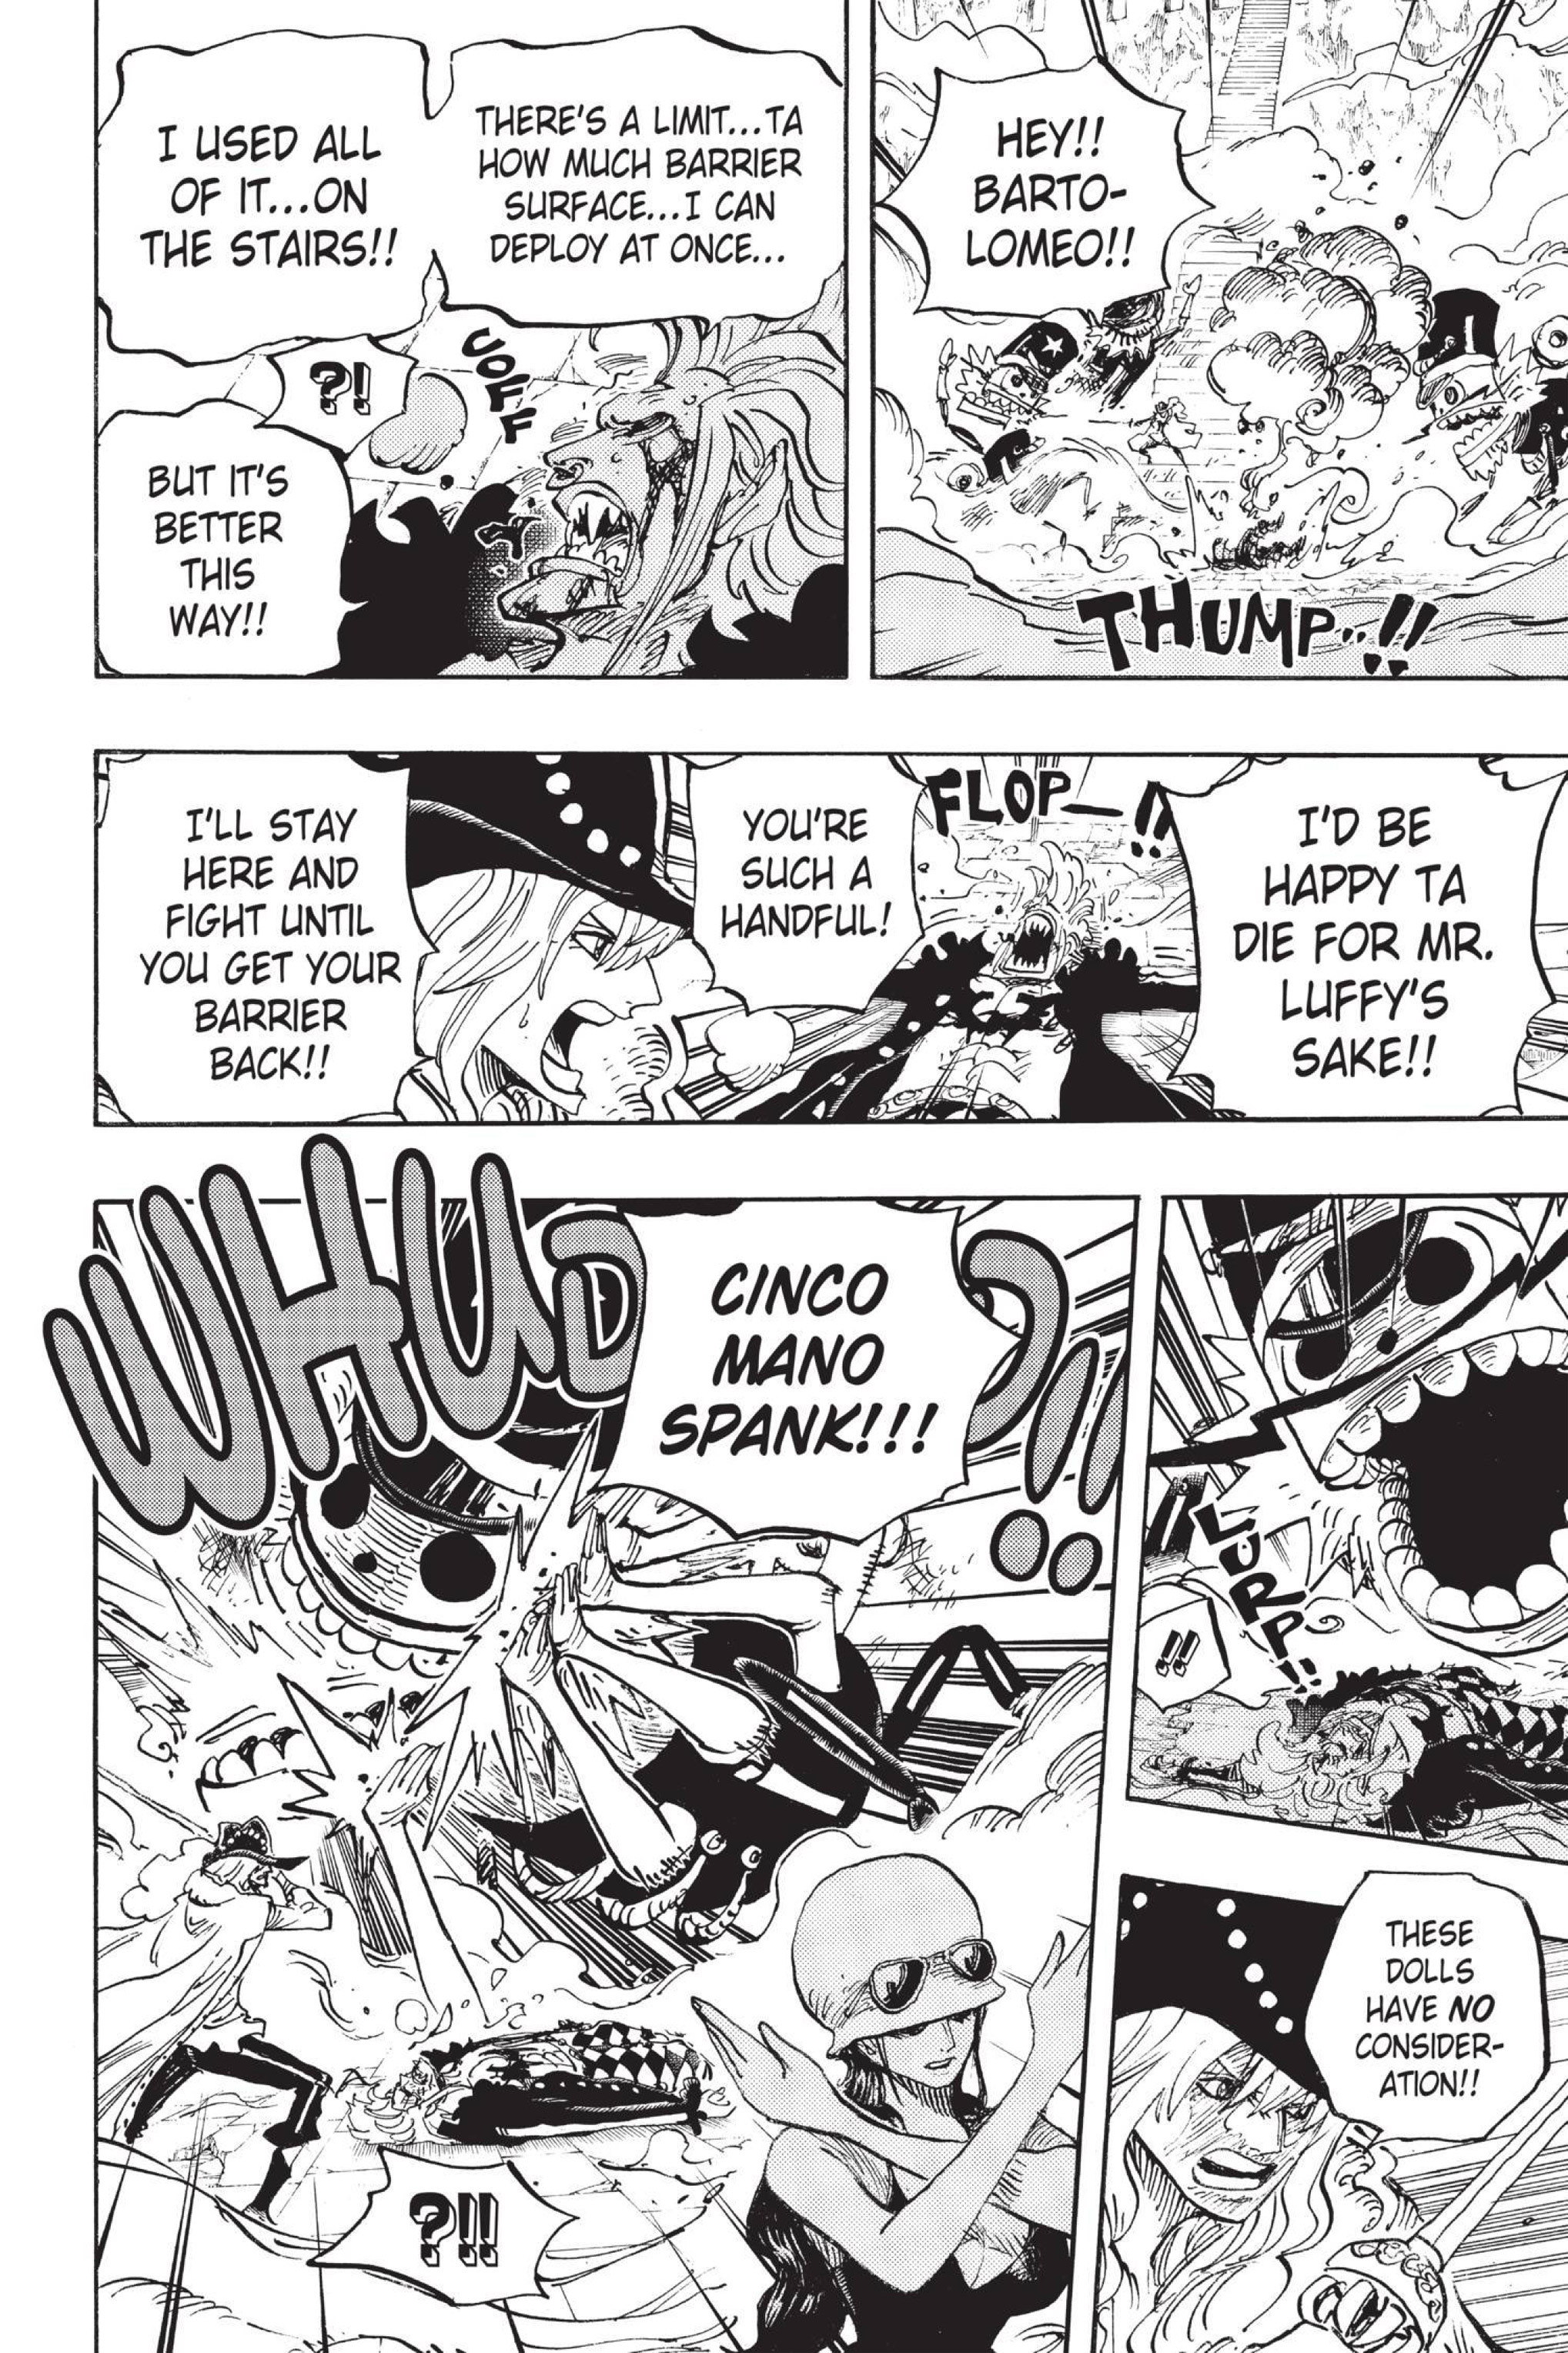 HEY!!
BARTO-
LOMEO!!
THUMP..!!
THERE'S A LIMIT...TA
HOW MUCH BARRIER
SURFACE...I CAN
DEPLOY AT ONCE...
I USED ALL
OF IT...ON
THE STAIRS!!
COFF
?!
BUT IT'S
BETTER
THIS
WAY!!
I'D BE
HAPPY TA
DIE FOR MR.
LUFFY'S
SAKE!!
FLOP—!!
YOU'RE
SUCH A
HANDFUL!
I'LL STAY
HERE AND
FIGHT UNTIL
YOU GET YOUR
BARRIER
BACK!!
LURP!!
!!
THESE
DOLLS
HAVE NO
CONSIDER-
ATION!!
CINCO
MANO
SPANK!!!
WHUD!!
?!!